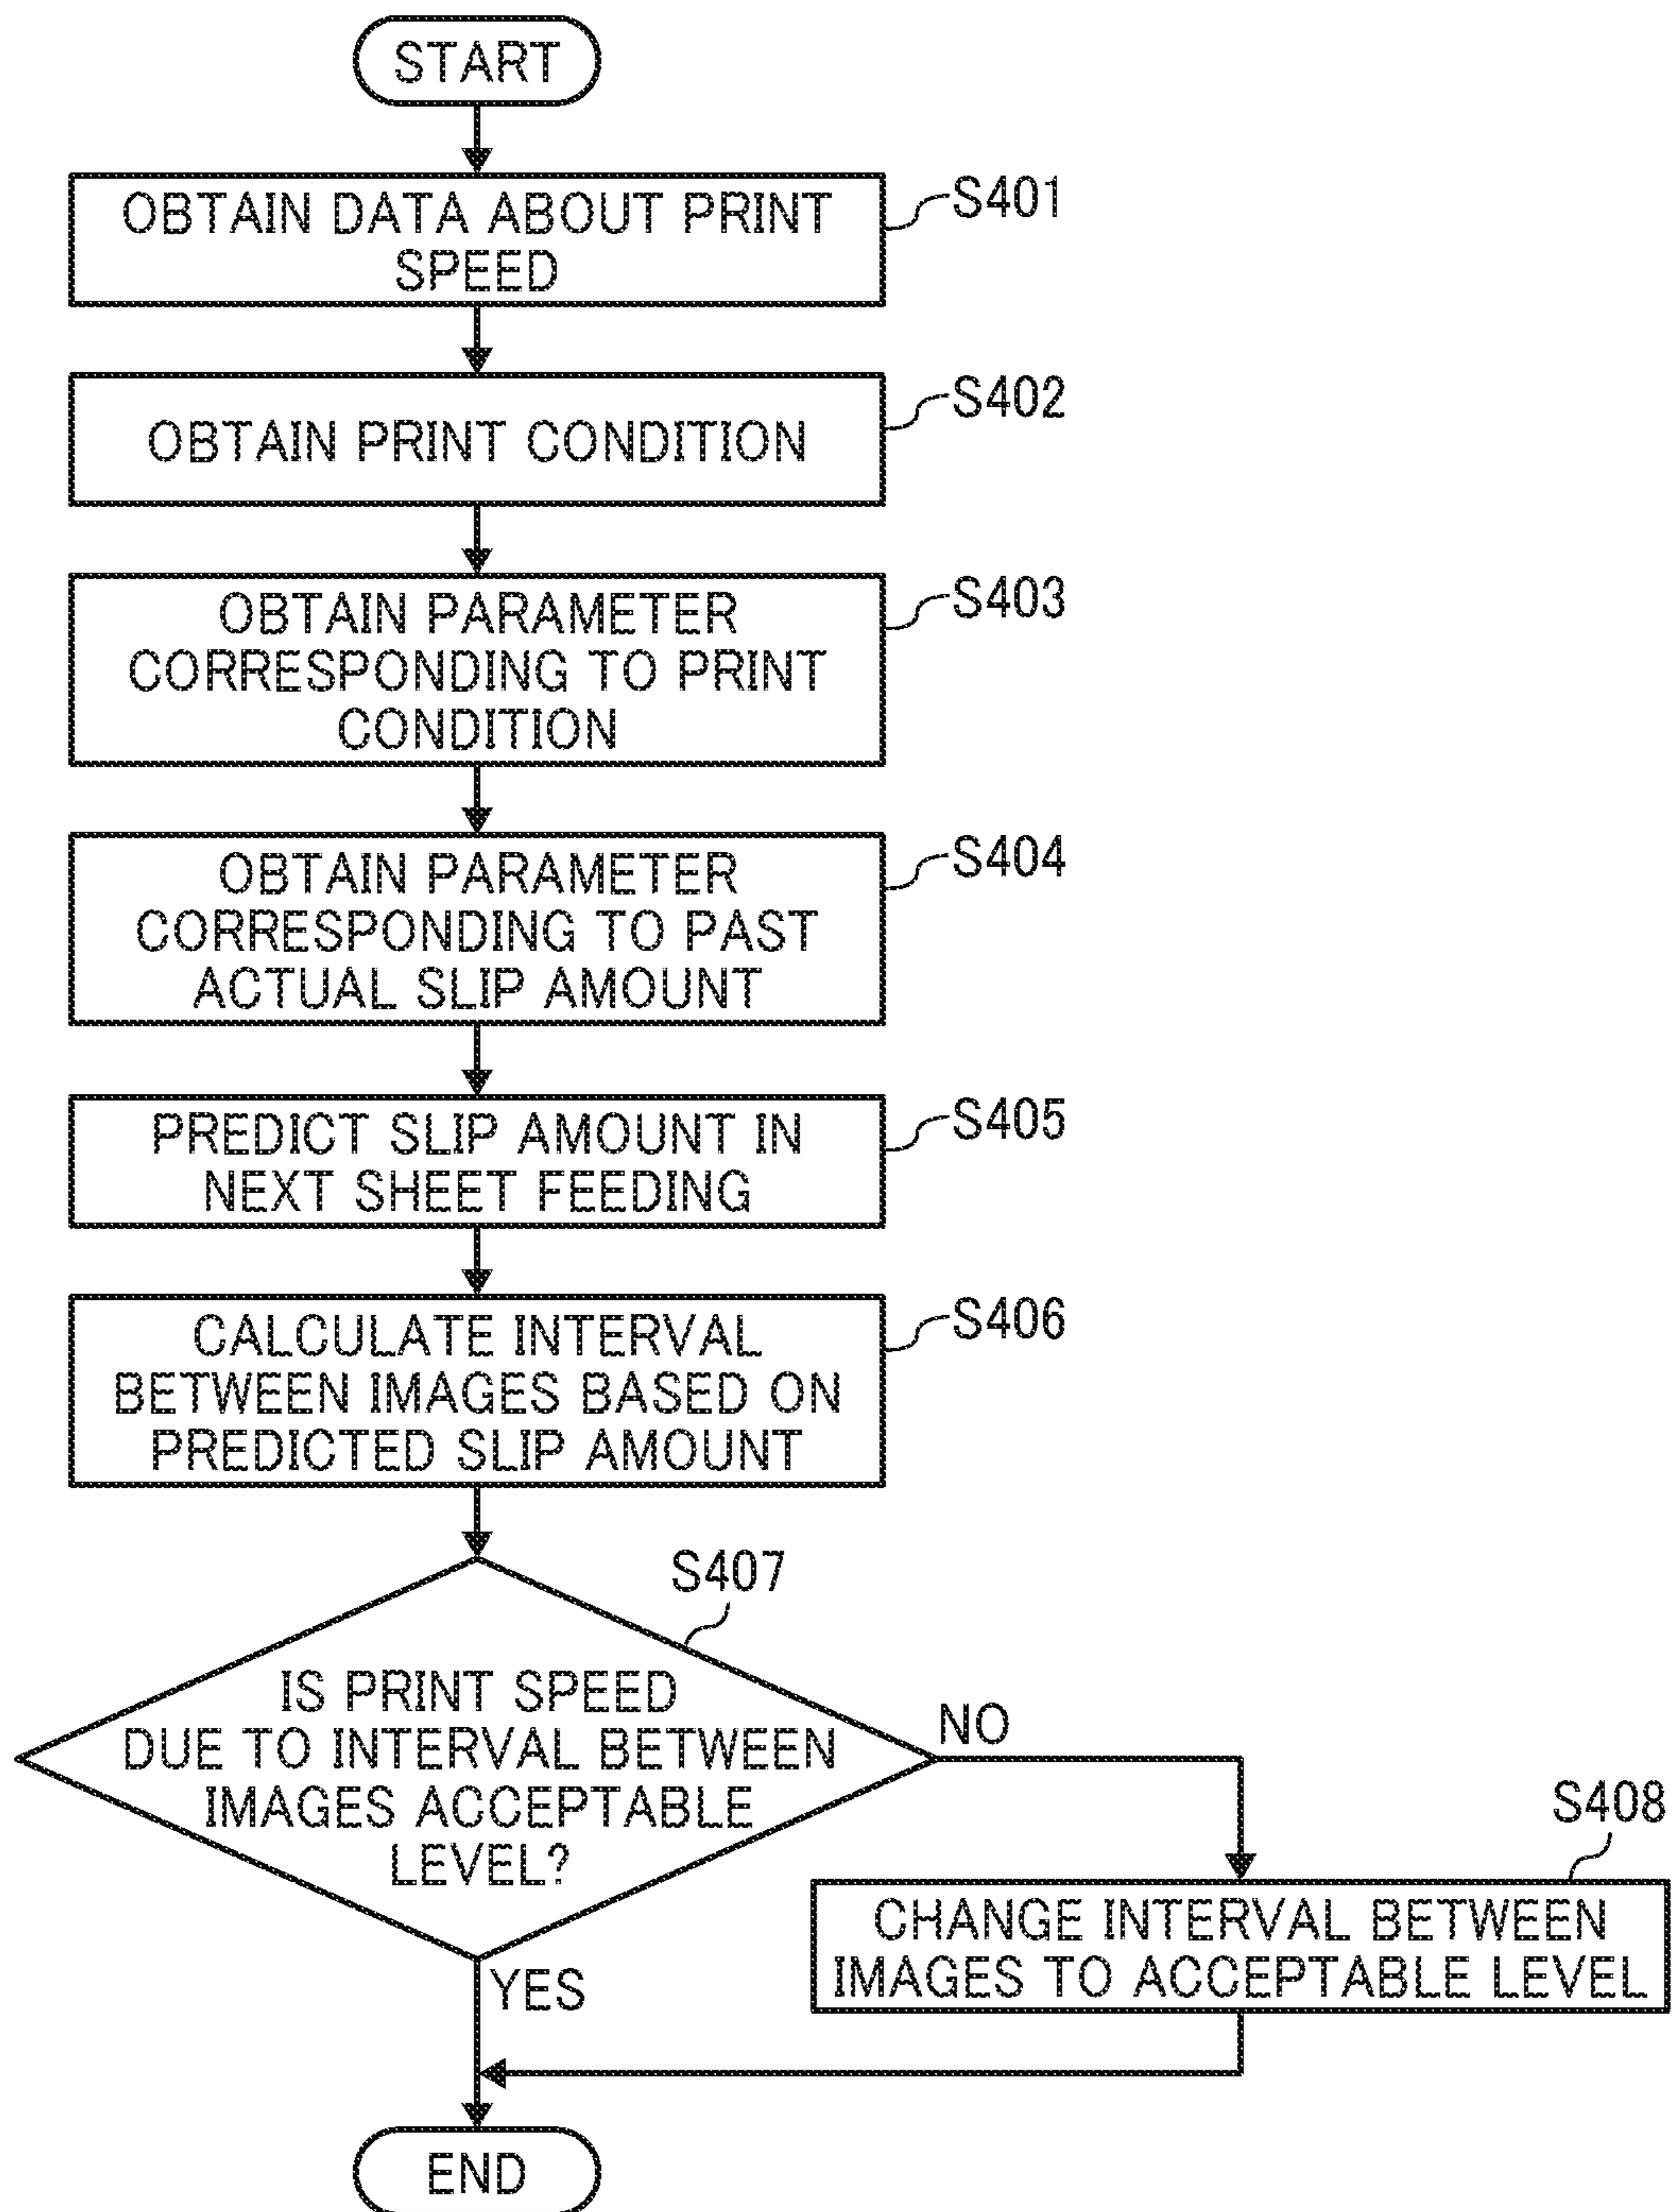 START
OBTAIN DATA ABOUT PRINT
SPEED
S401
OBTAIN PRINT CONDITION
S402
OBTAIN PARAMETER
CORRESPONDING TO PRINT
CONDITION
S403
OBTAIN PARAMETER
CORRESPONDING TO PAST
ACTUAL SLIP AMOUNT
S404
PREDICT SLIP AMOUNT IN
NEXT SHEET FEEDING
S405
CALCULATE INTERVAL
BETWEEN IMAGES BASED ON
PREDICTED SLIP AMOUNT
S406
S407
IS PRINT SPEED
DUE TO INTERVAL BETWEEN
IMAGES ACCEPTABLE
LEVEL?
NO
S408
CHANGE INTERVAL BETWEEN
IMAGES TO ACCEPTABLE LEVEL
YES
END